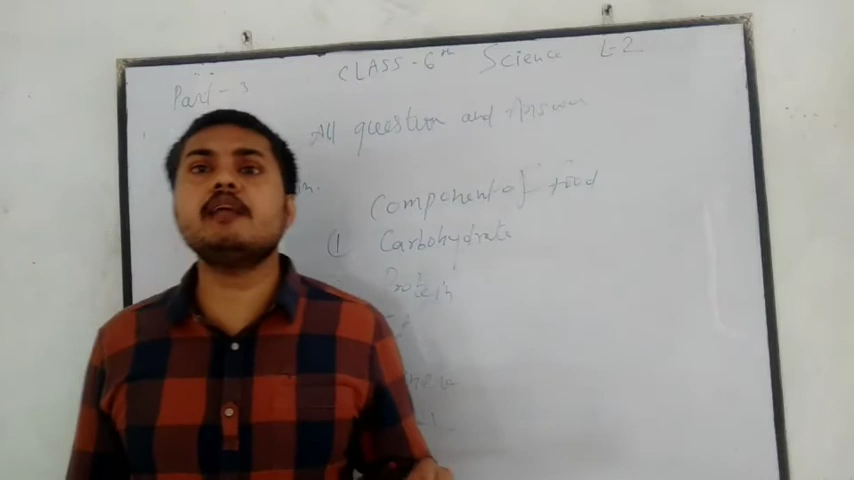 CLASS - 6th Science L-2
Part - 3
All question and Answer
Component of food
① Carbohydrate
Protein